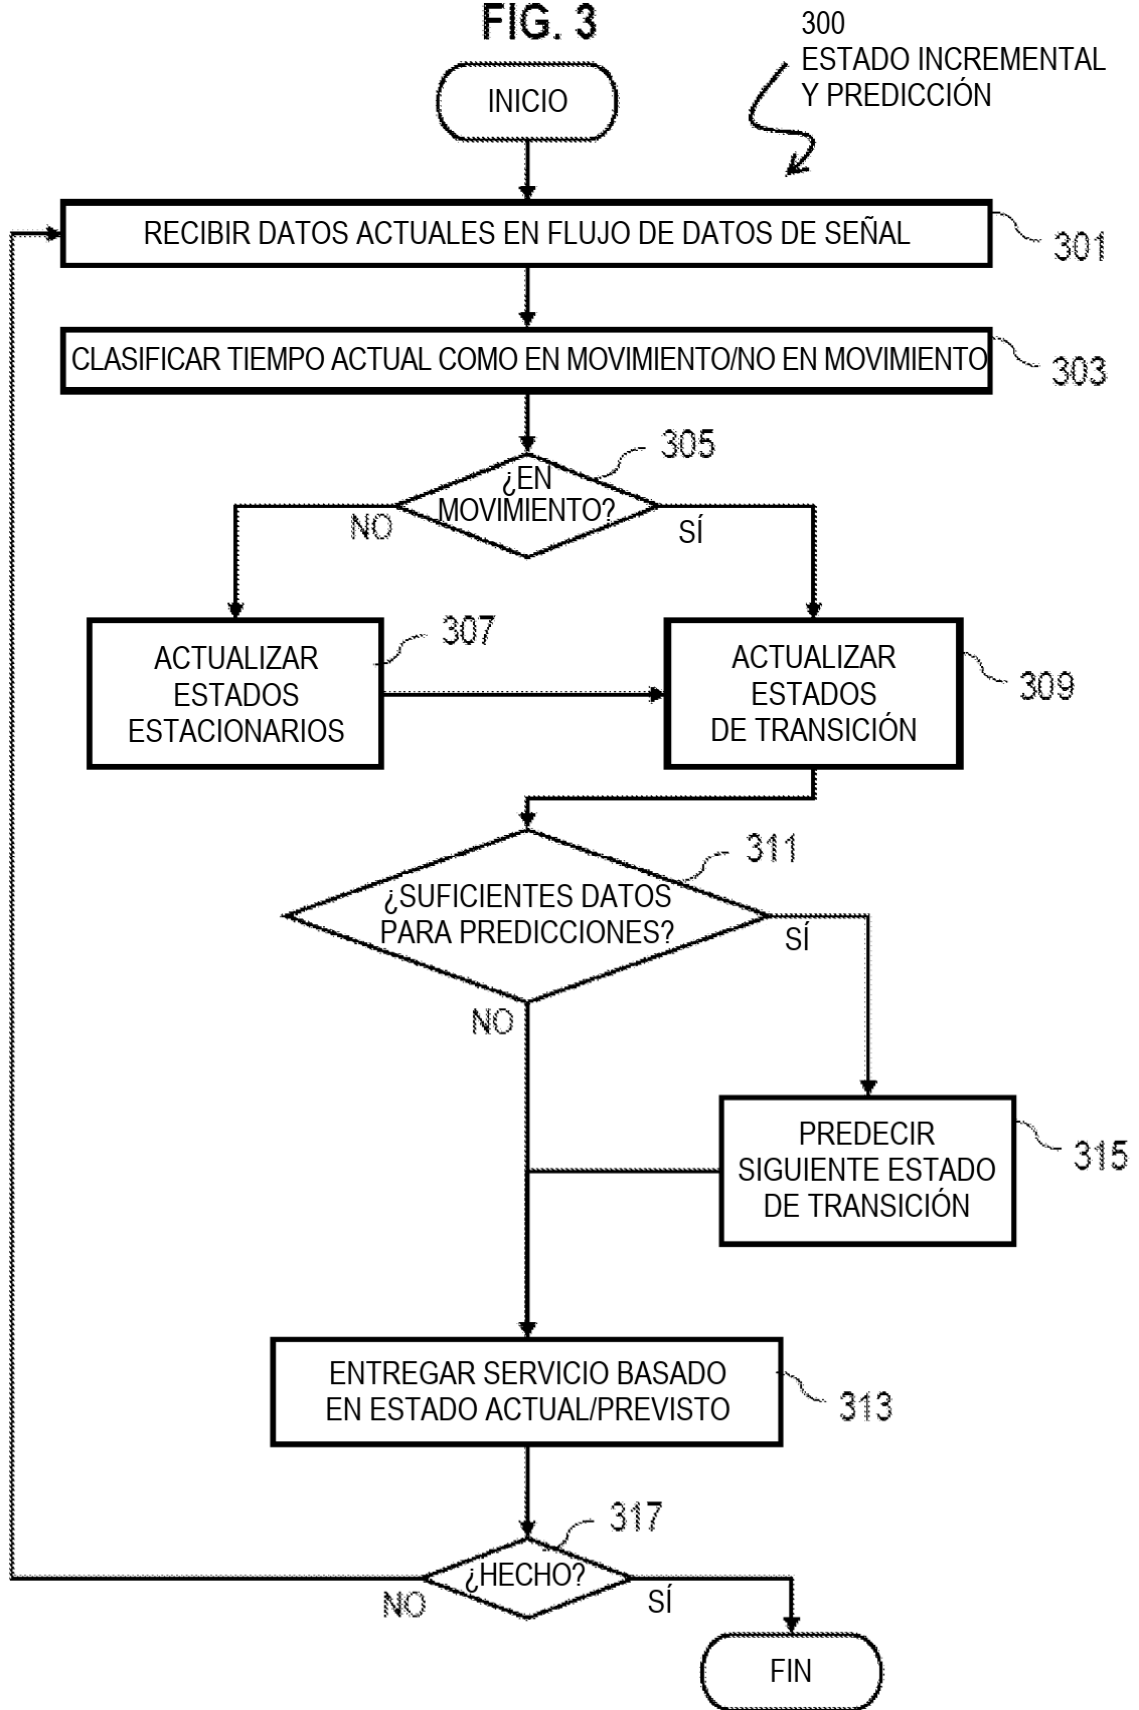 FIG. 3
300
ESTADO INCREMENTAL
Y PREDICCIÓN
INICIO
RECIBIR DATOS ACTUALES EN FLUJO DE DATOS DE SEÑAL
301
CLASIFICAR TIEMPO ACTUAL COMO EN MOVIMIENTO/NO EN MOVIMIENTO
303
305
¿EN
MOVIMIENTO?
NO
SÍ
307
ACTUALIZAR
ESTADOS
ESTACIONARIOS
ACTUALIZAR
ESTADOS
DE TRANSICIÓN
309
311
¿SUFICIENTES DATOS
PARA PREDICCIONES?
SÍ
NO
PREDECIR
SIGUIENTE ESTADO
DE TRANSICIÓN
315
ENTREGAR SERVICIO BASADO
EN ESTADO ACTUAL/PREVISTO
313
317
¿HECHO?
NO
SÍ
FIN